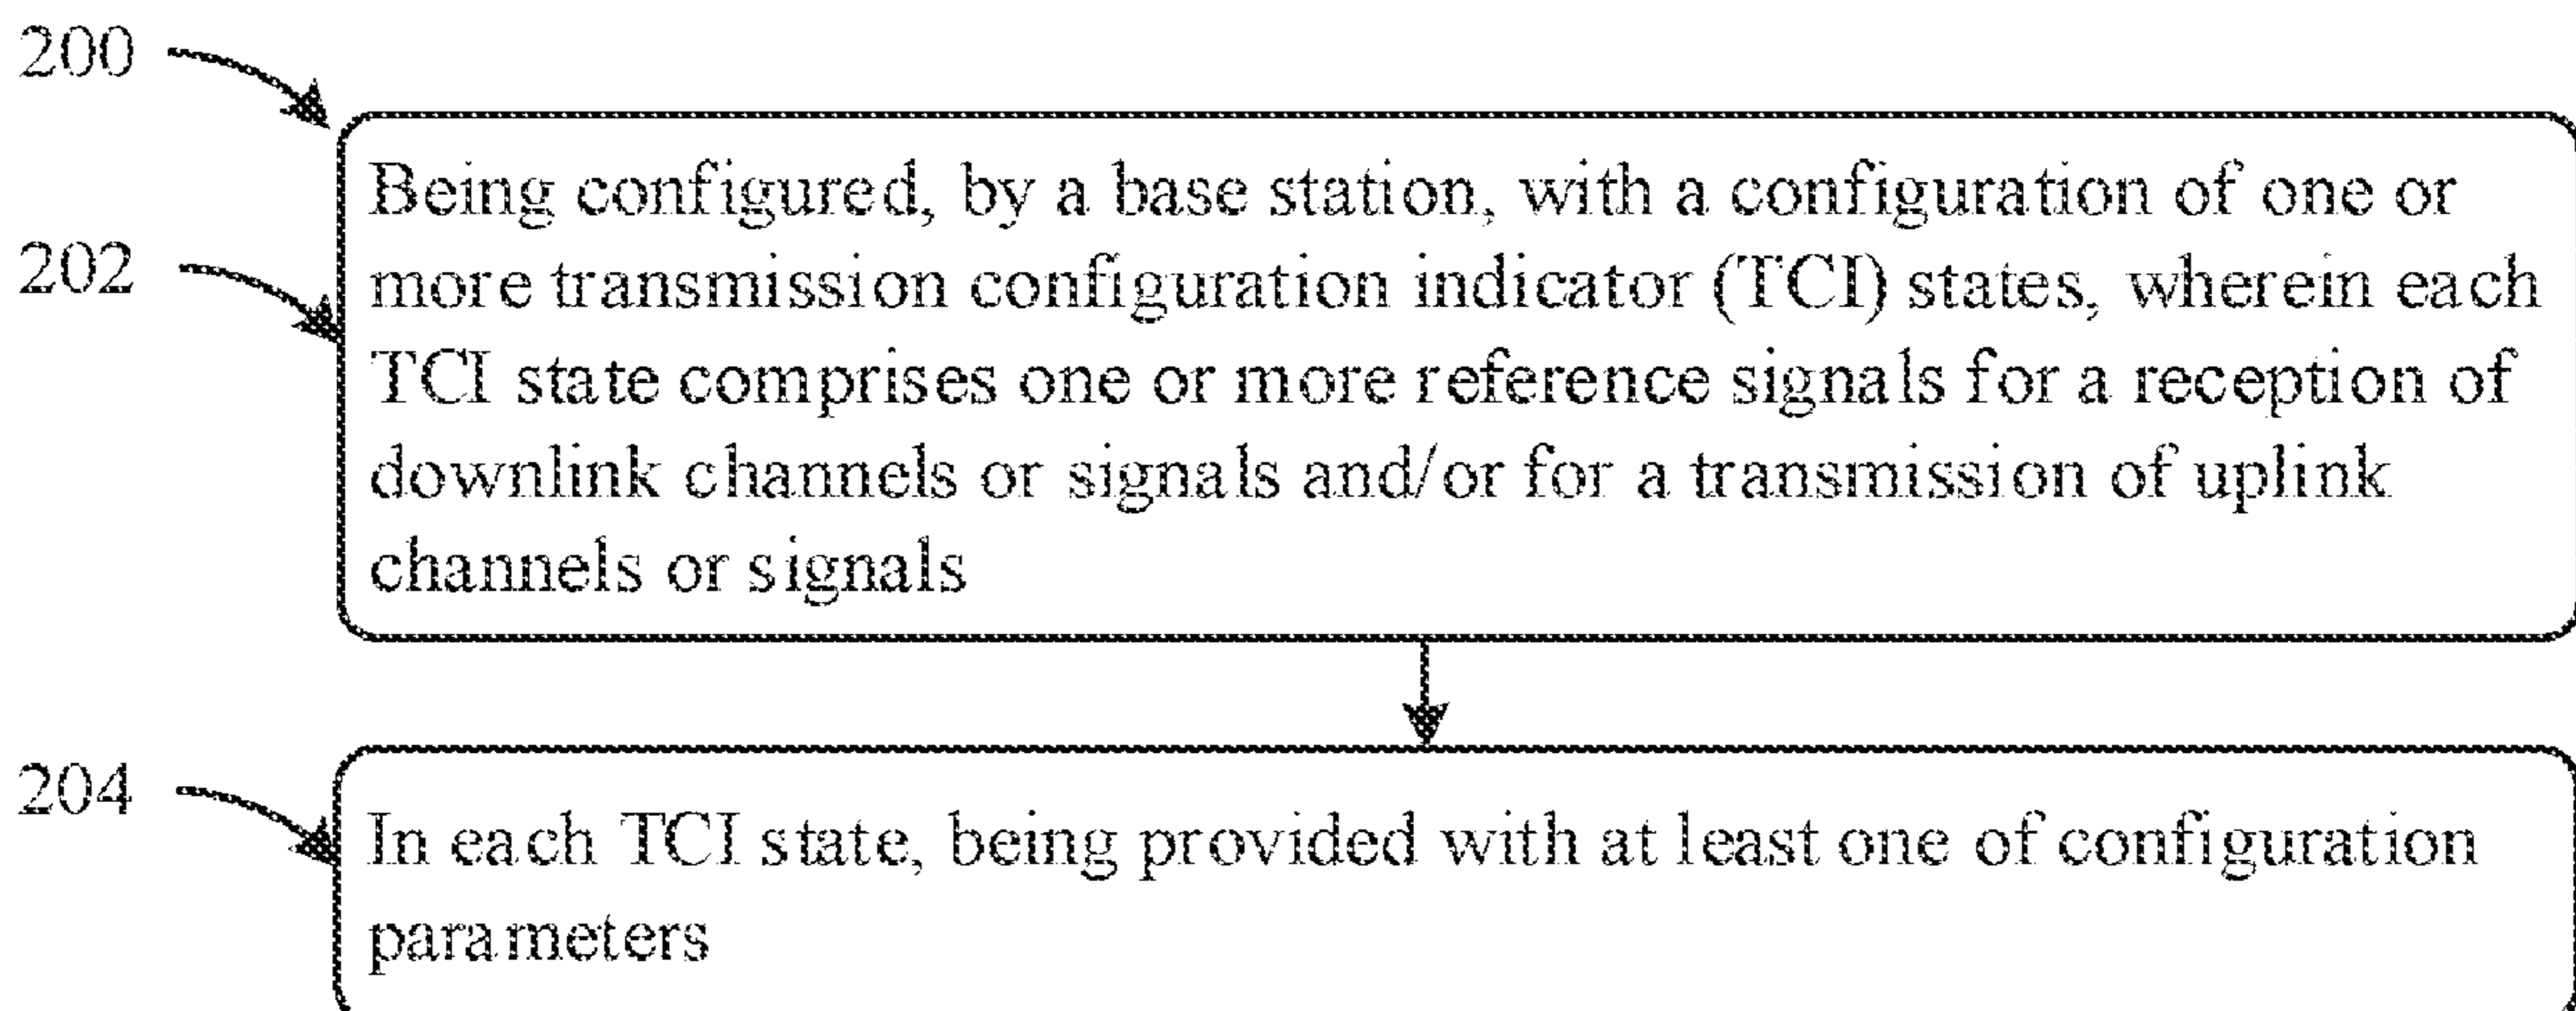 200
202
Being configured, by a base station, with a configuration of one or
more transmission configuration indicator (TCI) states, wherein each
TCI state comprises one or more reference signals for a reception of
downlink channels or signals and/or for a transmission of uplink
channels or signals
204
In each TCI state, being provided with at least one of configuration
parameters